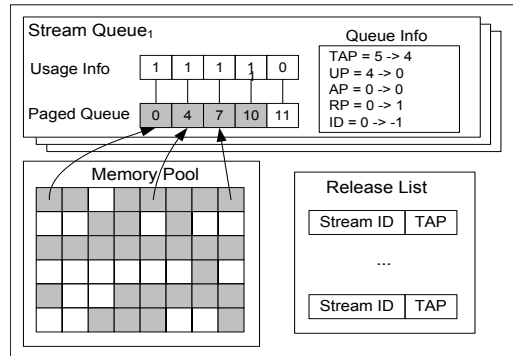 Stream Queue1
Queue Info
Usage Info
1 1 1 1 0
TAP = 5 -> 4
UP = 4 -> 0
AP = 0 -> 0
RP = 0 -> 1
ID = 0 -> -1
Paged Queue
0 4 7 10 11
Memory Pool
Release List
Stream ID TAP
...
Stream ID TAP